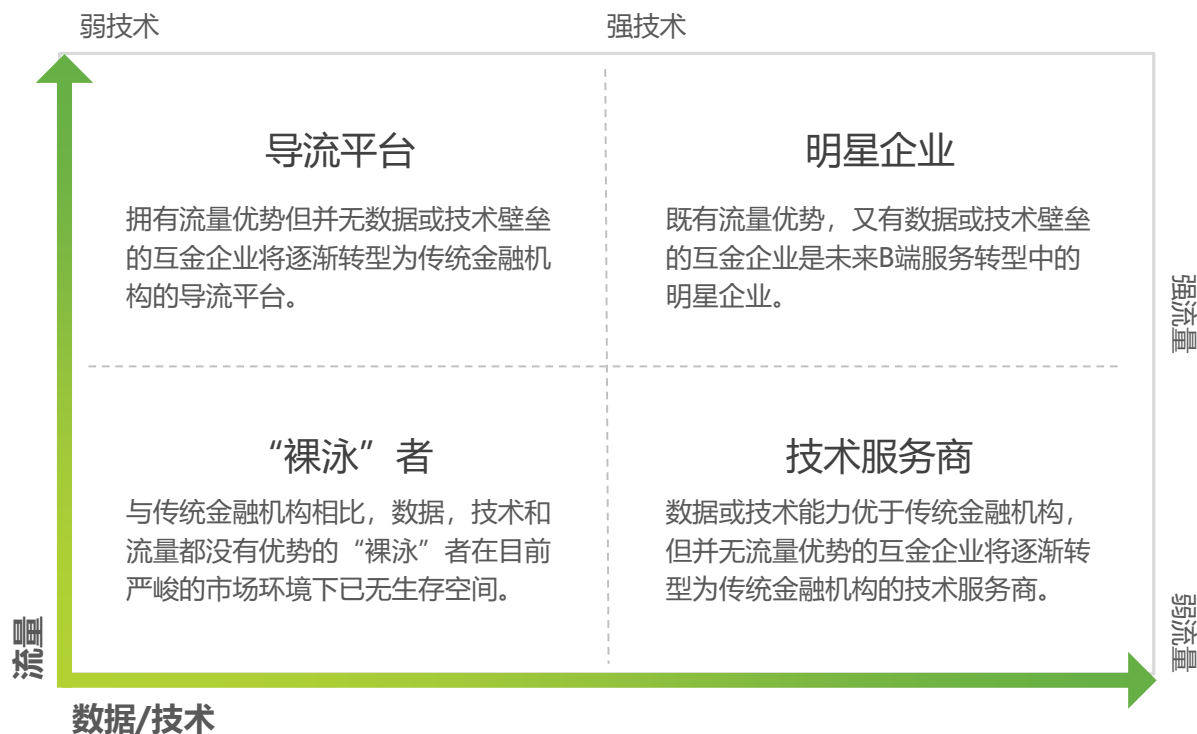 弱技术
强技术
导流平台
拥有流量优势但并无数据或技术壁垒
的互金企业将逐渐转型为传统金融机
构的导流平台。
明星企业
既有流量优势，又有数据或技术壁垒
的互金企业是未来B端服务转型中的
明星企业。
强流量
“裸泳”者
与传统金融机构相比，数据，技术和
流量都没有优势的“裸泳”者在目前
严峻的市场环境下已无生存空间。
技术服务商
数据或技术能力优于传统金融机构，
但并无流量优势的互金企业将逐渐转
型为传统金融机构的技术服务商。
弱流量
流量
数据/技术